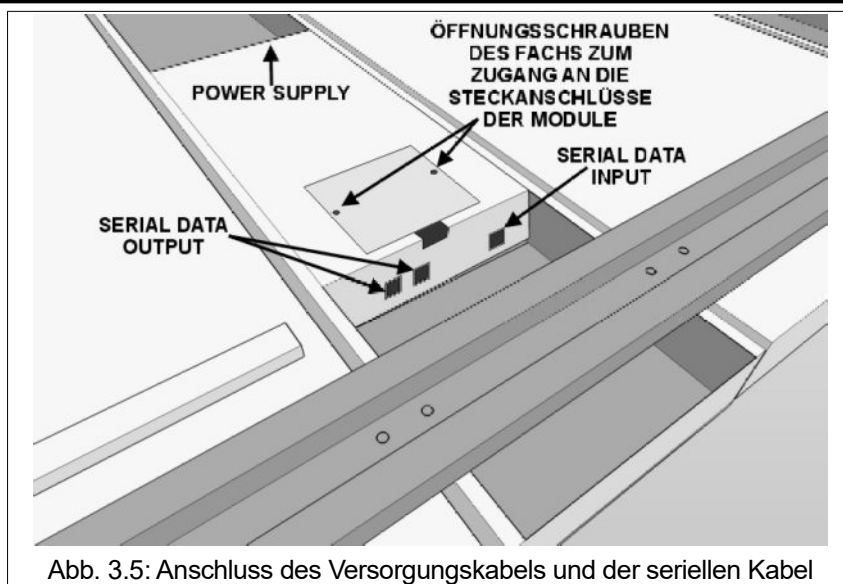 ÖFFNUNGSSCHRAUBEN
DES FACHS ZUM
ZUGANG AN DIE
STECKANSCHLÜSSE
DER MODULE
POWER SUPPLY
SERIAL DATA
INPUT
SERIAL DATA
OUTPUT
Abb. 3.5: Anschluss des Versorgungskabels und der seriellen Kabel